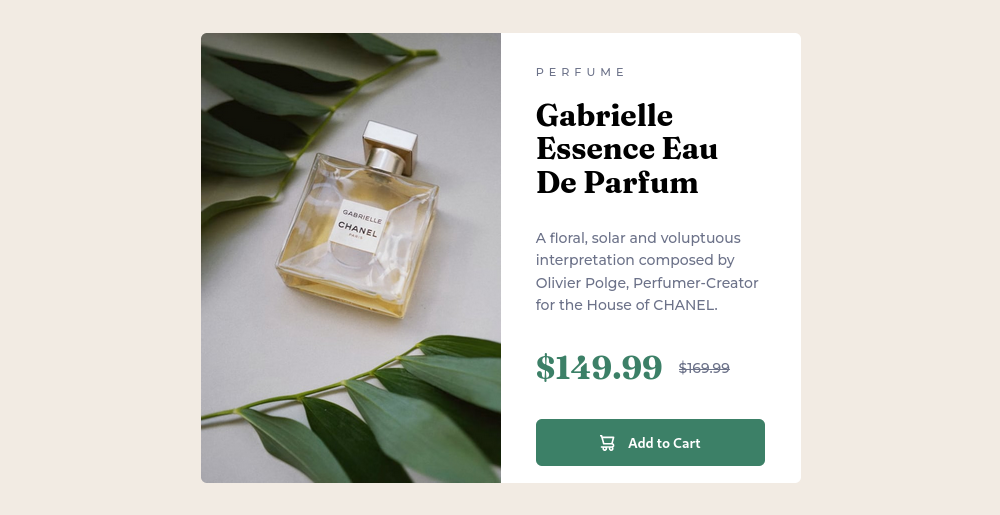 GABRIELLE
CHANEL
PARIS
PERFUME
Gabrielle
Essence Eau
De Parfum
A floral, solar and voluptuous
interpretation composed by
Olivier Polge, Perfumer-Creator
for the House of CHANEL.
$149.99 $169.99
Add to Cart